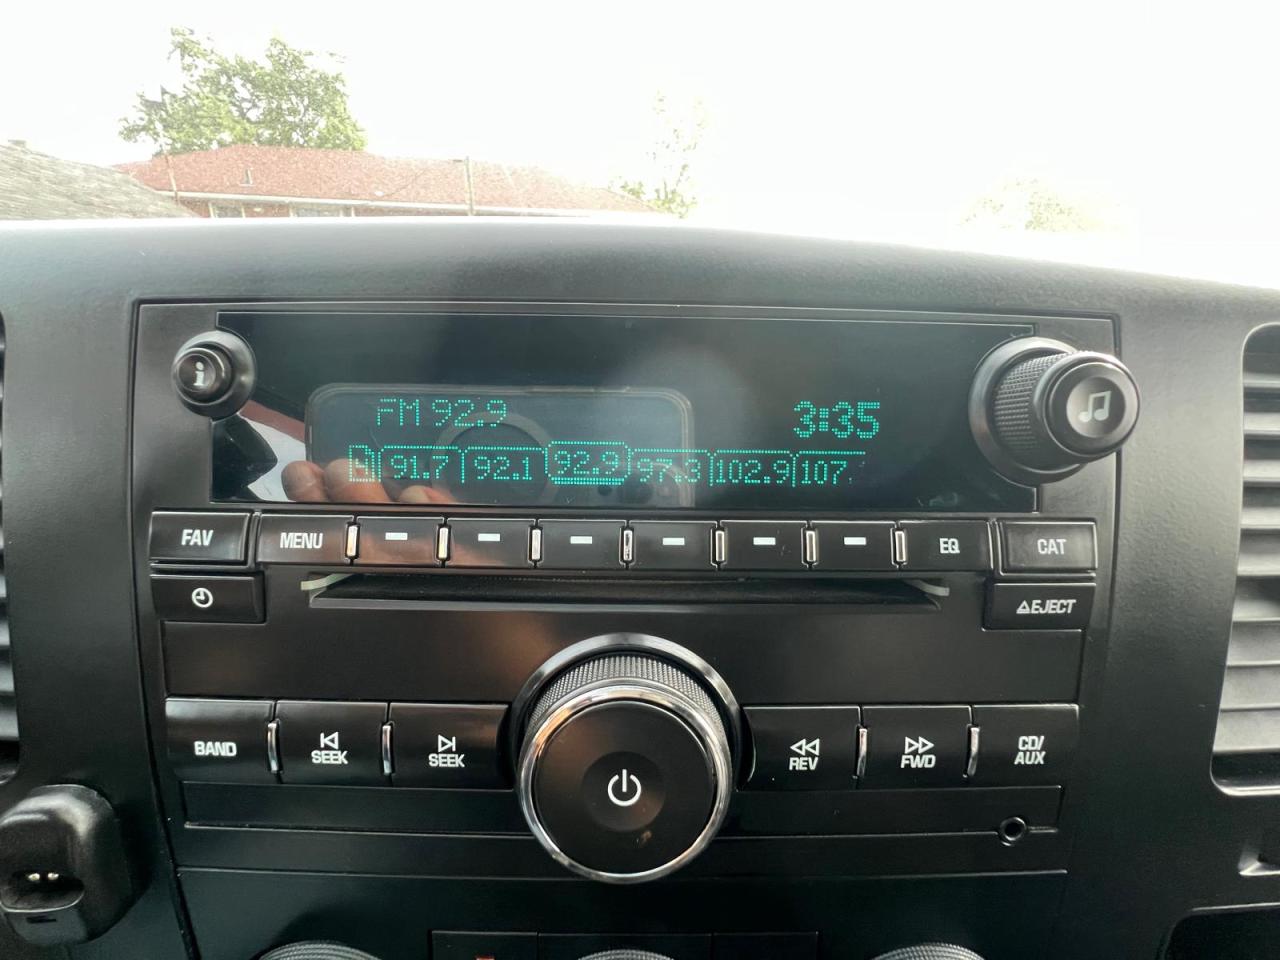 i
FM 92.9 3:35
91.7 92.1 92.9 97.3 102.9 107.
FAV MENU EQ CAT
EJECT
BAND SEEK SEEK REV FWD CD/
AUX